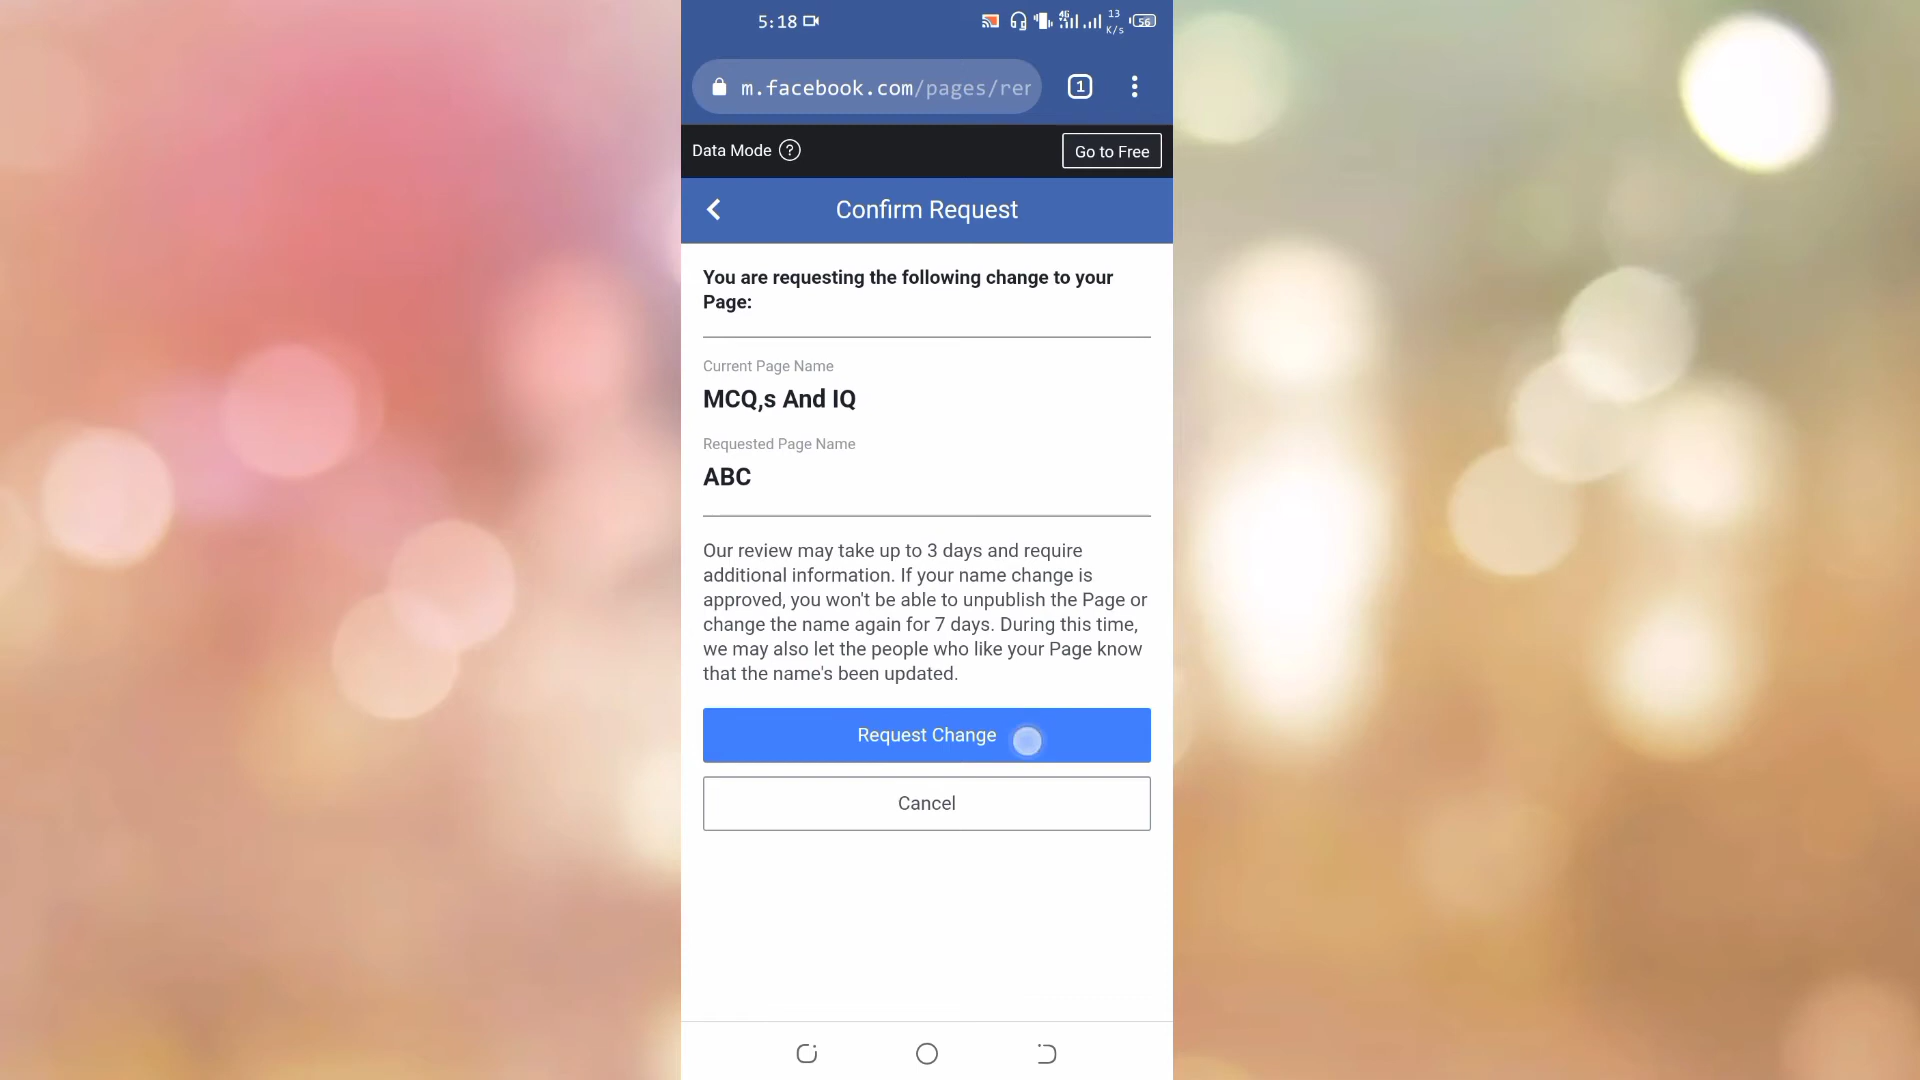 5:18
4G
13
K/s
56
m.facebook.com/pages/rer
1
Data Mode ?
Go to Free
Confirm Request
You are requesting the following change to your
Page:
Current Page Name
MCQ,s And IQ
Requested Page Name
ABC
Our review may take up to 3 days and require
additional information. If your name change is
approved, you won't be able to unpublish the Page or
change the name again for 7 days. During this time,
we may also let the people who like your Page know
that the name's been updated.
Request Change
Cancel